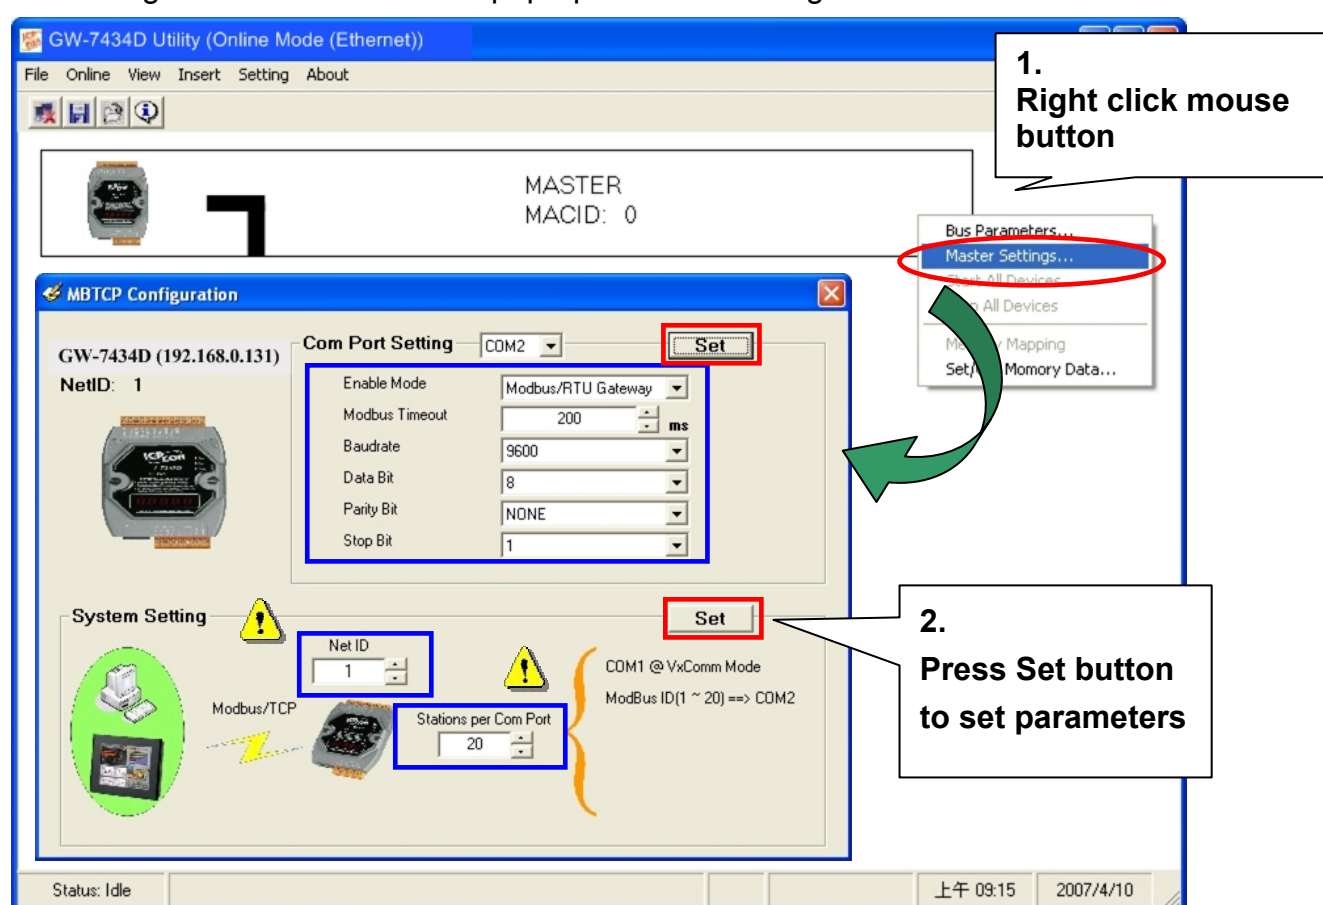 GW-7434D Utility (Online Mode (Ethernet))
File Online View Insert Setting About
1.
Right click mouse
button
MASTER
MACID: 0
Bus Parameters...
Master Settings...
All Devices
All Devices
Mapping
Set/ Momory Data...
MBTCP Configuration
GW-7434D (192.168.0.131)
NetID: 1
Com Port Setting COM2 Set
Enable Mode Modbus/RTU Gateway
Modbus Timeout 200 ms
Baudrate 9600
Data Bit 8
Parity Bit NONE
Stop Bit 1
System Setting Set
Net ID
1
Modbus/TCP
Stations per Com Port
20
COM1 @ VxComm Mode
ModBus ID(1 ~ 20) ==> COM2
2.
Press Set button
to set parameters
Status: Idle 上午 09:15 2007/4/10